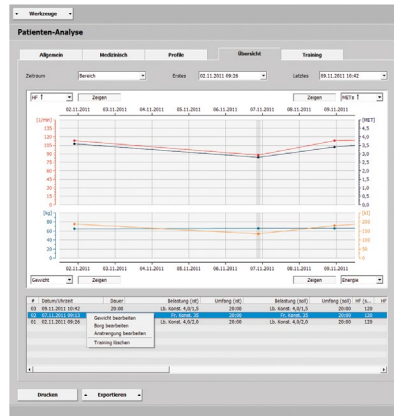 Werkzeuge
Patienten-Analyse
Allgemein Medizinisch Profile Übersicht Training
Zeitraum Bereich Erstes 02.11.2011 09:26 Letztes 09.11.2011 10:42
HF ↑ Zeigen Zeigen METs ↑
02.11.2011 03.11.2011 04.11.2011 05.11.2011 06.11.2011 07.11.2011 08.11.2011 09.11.2011
[1/min] [MET]
135 4,5
120 4,0
105 3,5
90 3,0
75 2,5
60 2,0
45 1,5
30 1,0
15 0,5
0 0,0
[kg] [kJ]
80 200
60 150
40 100
20 50
0 0
02.11.2011 03.11.2011 04.11.2011 05.11.2011 06.11.2011 07.11.2011 08.11.2011 09.11.2011
Gewicht Zeigen Zeigen Energie
# Datum/Uhrzeit Dauer Belastung (ist) Umfang (ist) Belastung (soll) Umfang (soll) HF (s... HF
03 09.11.2011 10:42 20:00 Lb. Konst. 4,0/1,5 20:00 Lb. Konst. 4,0/1,5 20:00 120
02 07.11.2011 09:13 Fr. Konst. 35 20:00 Fr. Konst. 35 20:00 120
01 02.11.2011 09:26 Lb. Konst. 4,0/2,0 20:00 Lb. Konst. 4,0/2,0 20:00 120
Gewicht bearbeiten
Borg bearbeiten
Anstrengung bearbeiten
Training löschen
Drucken Exportieren